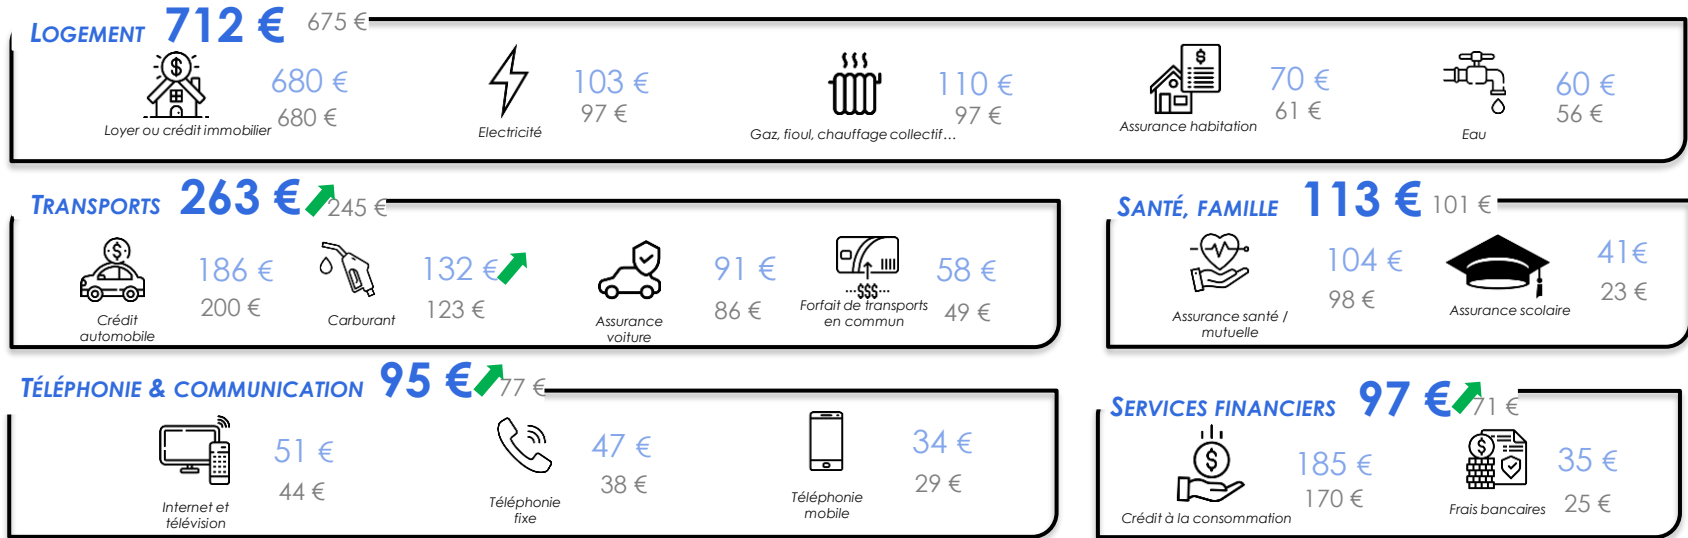 LOGEMENT 712 € 675 €
680 €
680 €
Loyer ou crédit immobilier
103 €
97 €
Electricité
110 €
97 €
Gaz, fioul, chauffage collectif…
70 €
61 €
Assurance habitation
60 €
56 €
Eau
TRANSPORTS 263 € 245 €
186 €
200 €
Crédit
automobile
132 €
123 €
Carburant
91 €
86 €
Assurance
voiture
58 €
49 €
$$$
Forfait de transports
en commun
SANTÉ, FAMILLE 113 € 101 €
104 €
98 €
Assurance santé /
mutuelle
41€
23 €
Assurance scolaire
TÉLÉPHONIE & COMMUNICATION 95 € 77 €
51 €
44 €
Internet et
télévision
47 €
38 €
Téléphonie
fixe
34 €
29 €
Téléphonie
mobile
SERVICES FINANCIERS 97 € 71 €
185 €
170 €
Crédit à la consommation
35 €
25 €
Frais bancaires